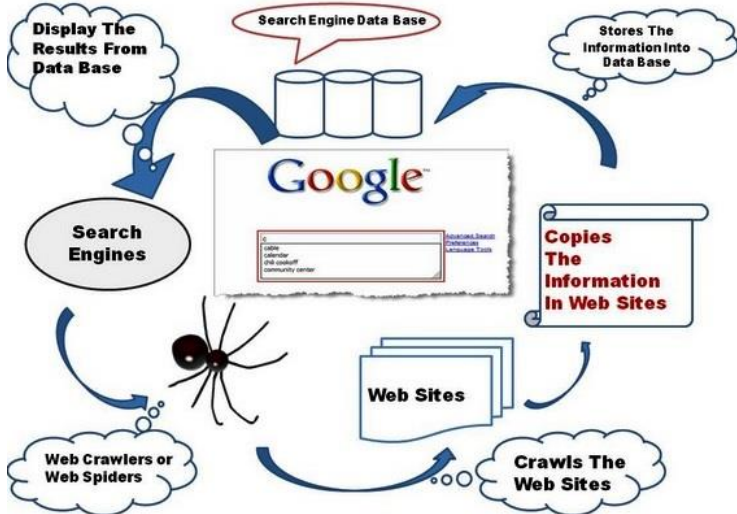 Display The
Results From
Data Base
Search Engine Data Base
Stores The
Information Into
Data Base
Google™
c
cable
calendar
chili cookoff
community center
Advanced Search
Preferences
Language Tools
Search
Engines
Copies
The
Information
In Web Sites
Web Sites
Web Crawlers or
Web Spiders
Crawls The
Web Sites